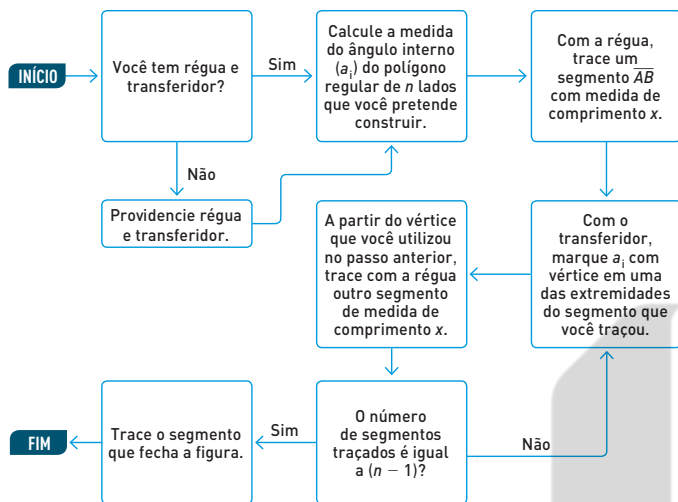 INÍCIO
Você tem régua e
transferidor?
Sim
Calcule a medida
do ângulo interno
(aᵢ) do polígono
regular de n lados
que você pretende
construir.
Com a régua,
trace um
segmento A̅B̅
com medida de
comprimento x.
Não
Providencie régua
e transferidor.
A partir do vértice
que você utilizou
no passo anterior,
trace com a régua
outro segmento
de medida de
comprimento x.
Com o
transferidor,
marque aᵢ com
vértice em uma
das extremidades
do segmento que
você traçou.
FIM
Trace o segmento
que fecha a figura.
Sim
O número
de segmentos
traçados é igual
a (n − 1)?
Não